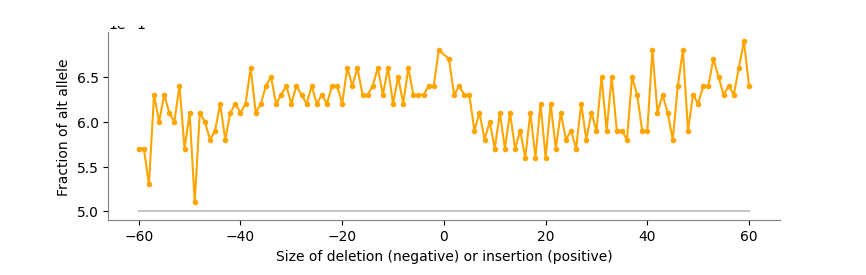 Fraction of alt allele
6.5
6.0
5.5
5.0
−60 −40 −20 0 20 40 60
Size of deletion (negative) or insertion (positive)